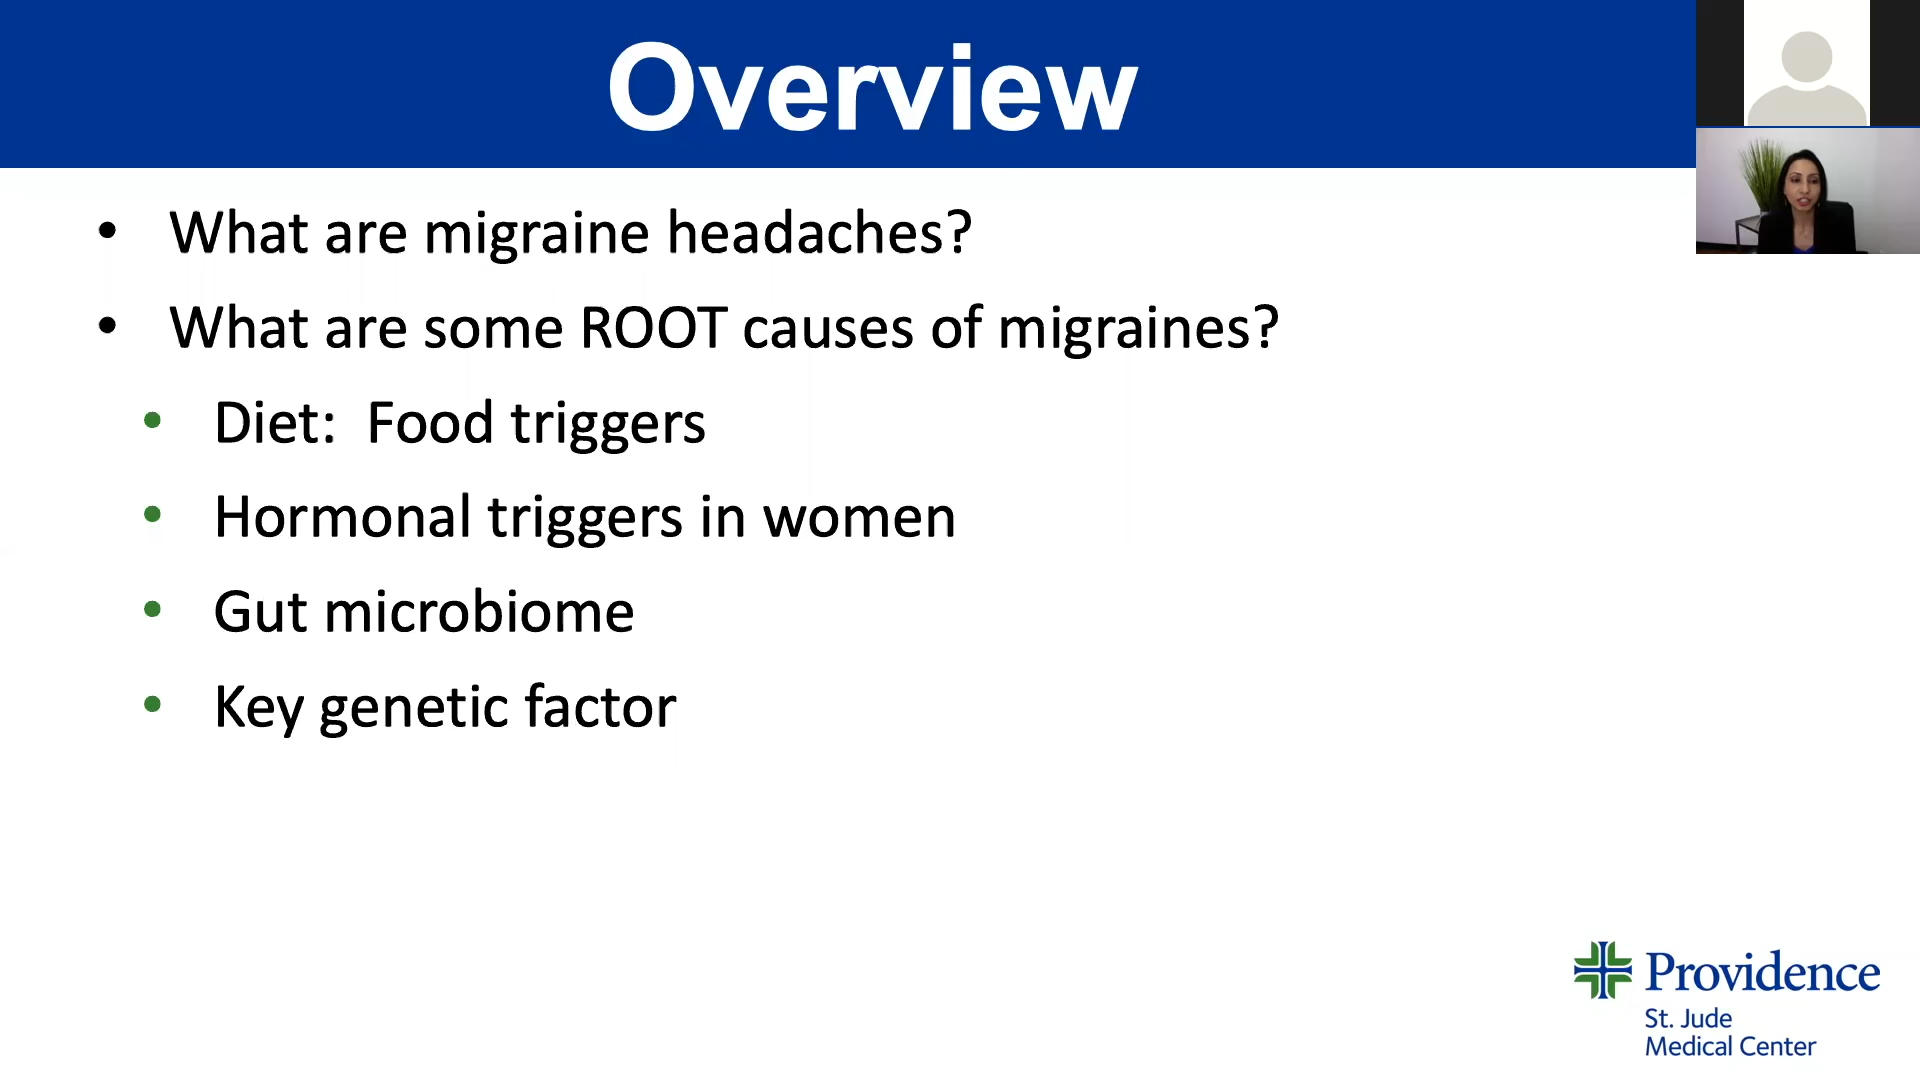 Overview
• What are migraine headaches?
• What are some ROOT causes of migraines?
• Diet: Food triggers
• Hormonal triggers in women
• Gut microbiome
• Key genetic factor
Providence
St. Jude
Medical Center